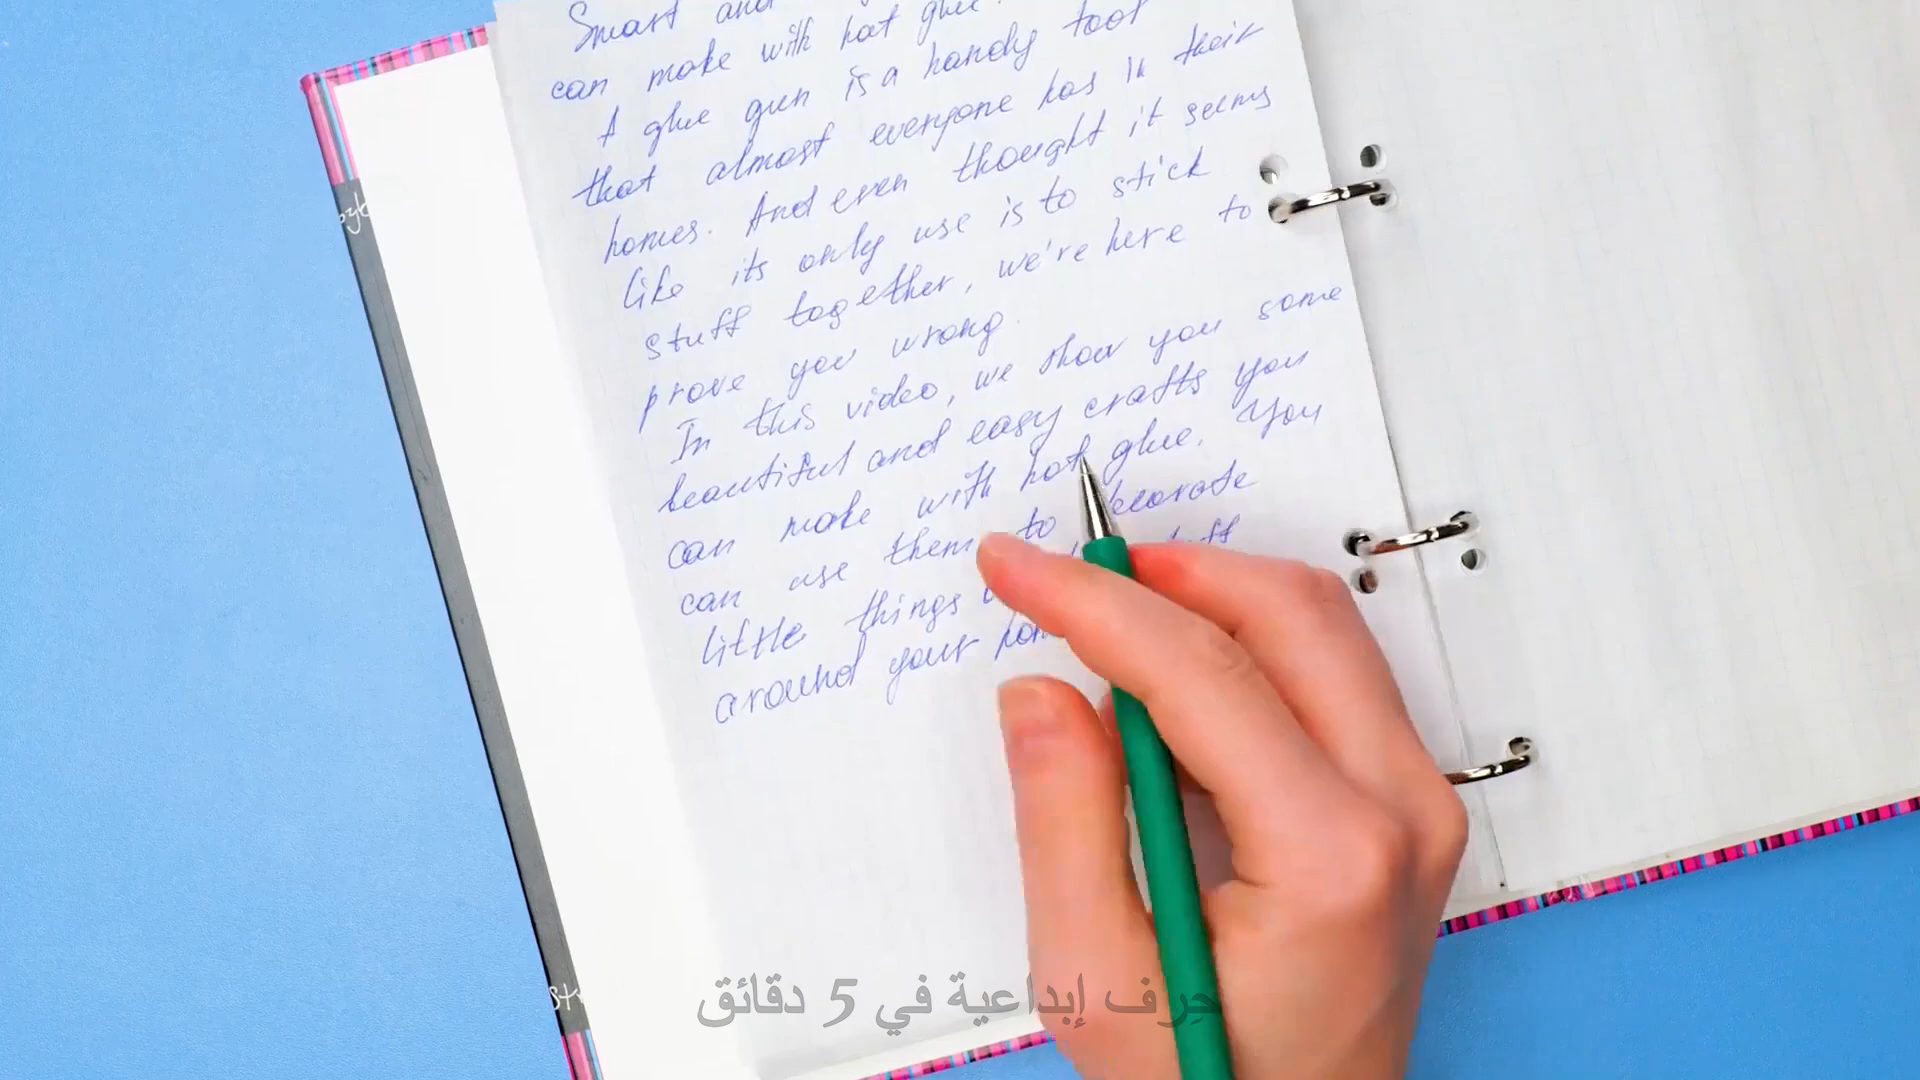 Smart and
can make with hot glue.
A glue gun is a handy tool
that almost everyone has in their
homes. And even thought it seems
like its only use is to stick
stuff together, we're here to
prove you wrong.
In this video, we show you some
beautiful and easy crafts you
can make with hot glue. You
can use them to decorate
little things stuff
around your home
حِرف إبداعية في 5 دقائق